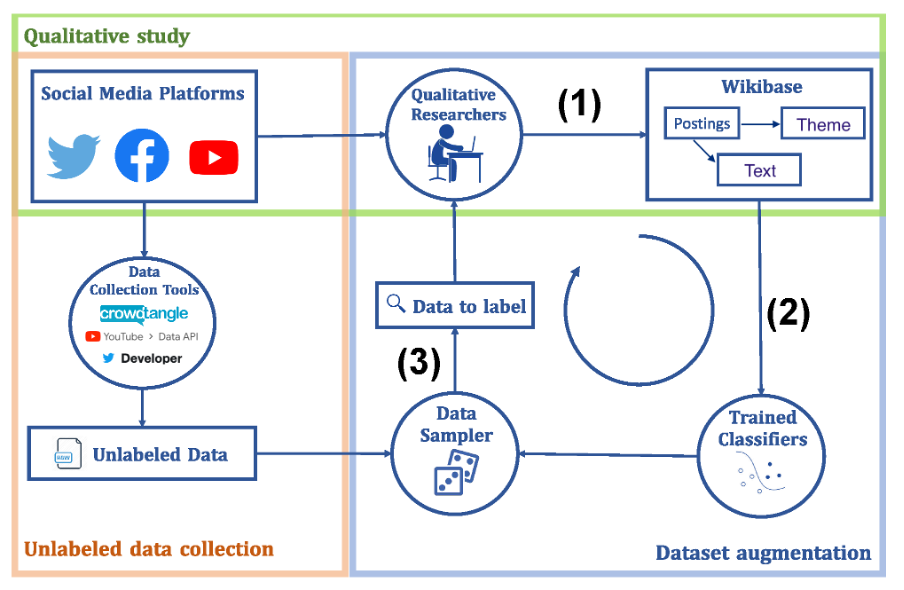 Qualitative study
Social Media Platforms
Qualitative
Researchers
(1)
Wikibase
Postings
Theme
Text
Data
Collection Tools
crowdtangle
YouTube > Data API
Developer
Data to label
(2)
(3)
Unlabeled Data
Data
Sampler
Trained
Classifiers
Unlabeled data collection
Dataset augmentation